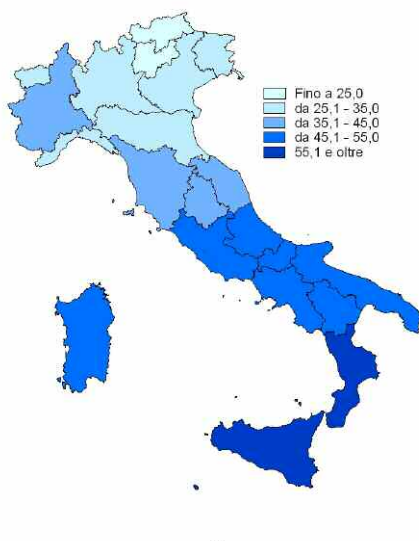 Fino a 25,0
da 25,1 - 35,0
da 35,1 - 45,0
da 45,1 - 55,0
55,1 e oltre